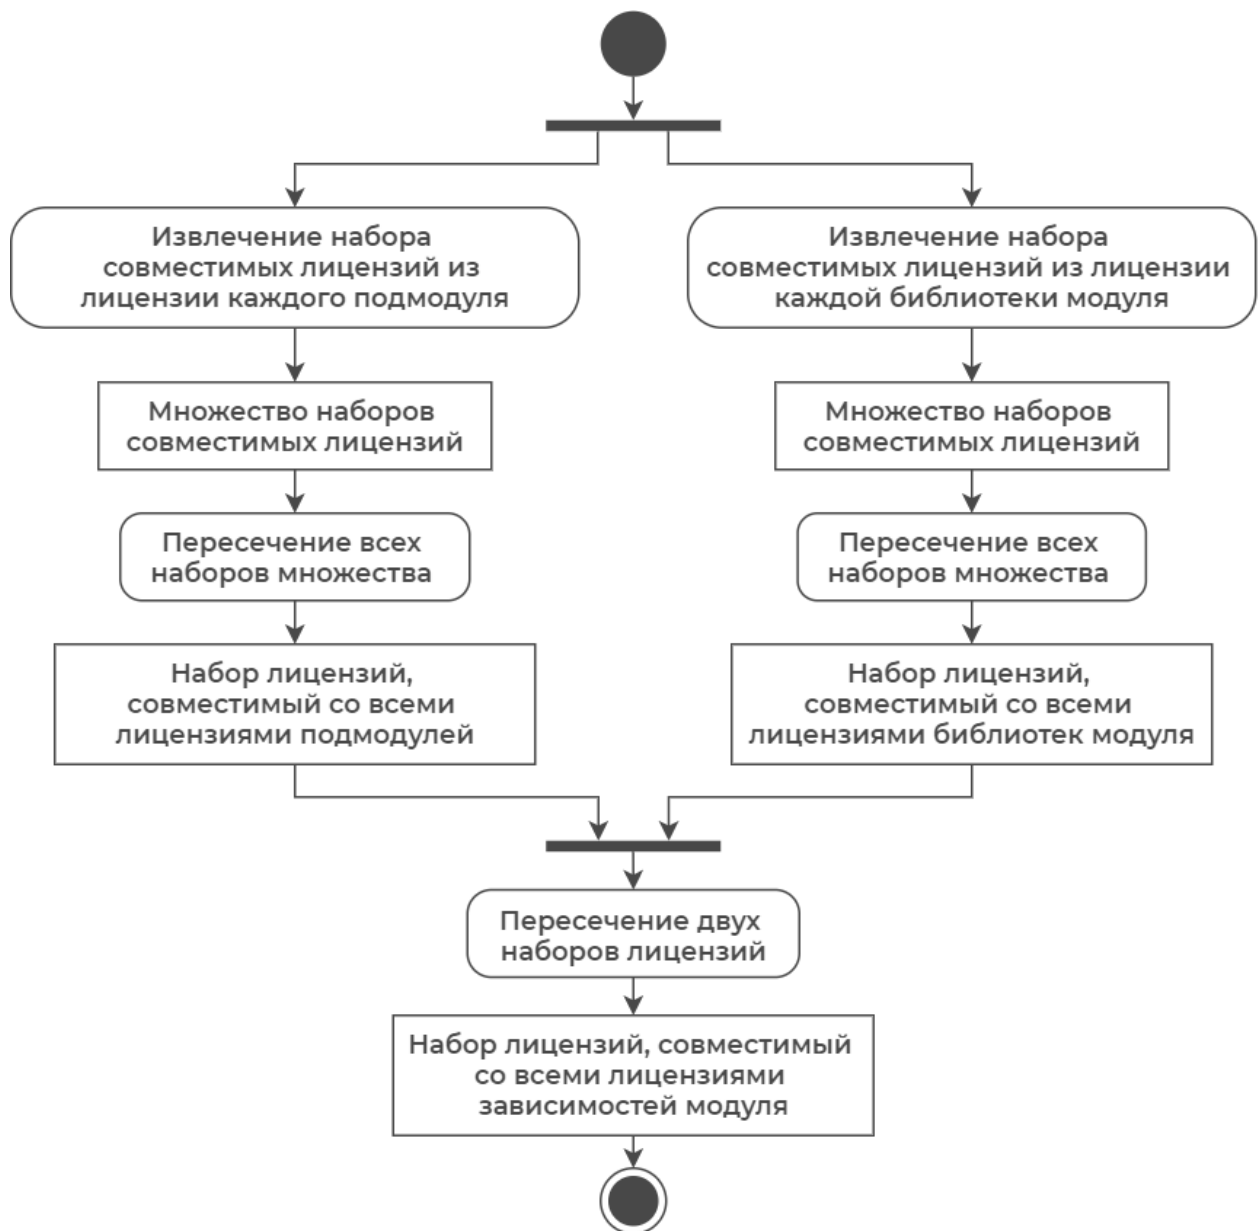 Извлечение набора
совместимых лицензий из
лицензии каждого подмодуля
Извлечение набора
совместимых лицензий из лицензии
каждой библиотеки модуля
Множество наборов
совместимых лицензий
Множество наборов
совместимых лицензий
Пересечение всех
наборов множества
Пересечение всех
наборов множества
Набор лицензий,
совместимый со всеми
лицензиями подмодулей
Набор лицензий,
совместимый со всеми
лицензиями библиотек модуля
Пересечение двух
наборов лицензий
Набор лицензий, совместимый
со всеми лицензиями
зависимостей модуля